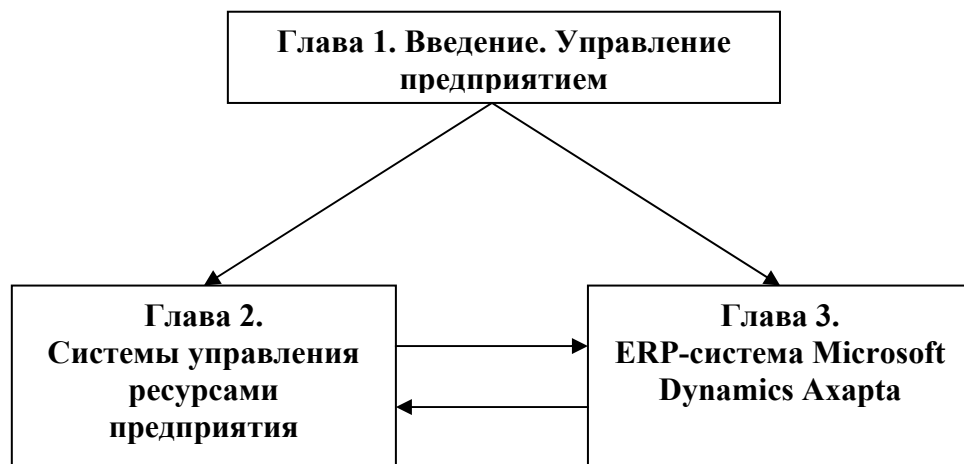 Глава 1. Введение. Управление
предприятием
Глава 2.
Системы управления
ресурсами
предприятия
Глава 3.
ERP-система Microsoft
Dynamics Axapta